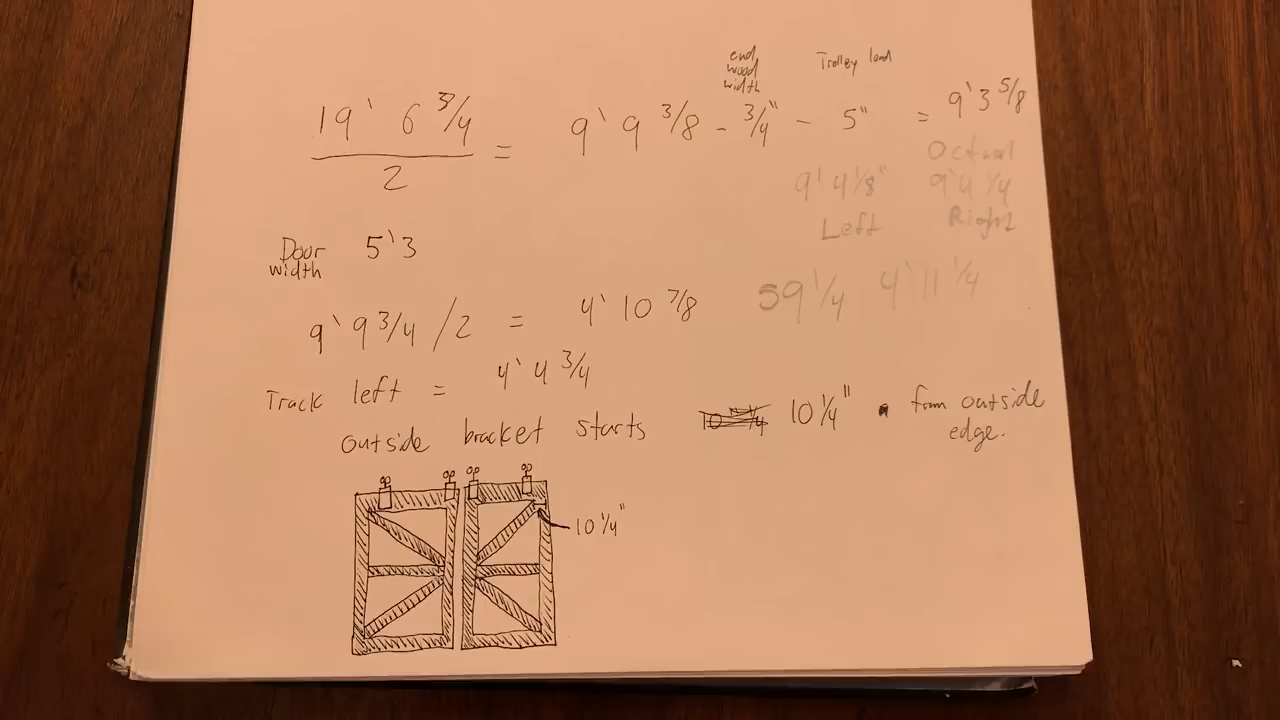 end wood width
Trolley load
19' 6 3/4 / 2 = 9' 9 3/8 - 3/4" - 5" = 9' 3 5/8
Actual
9' 4 1/8" 9' 4 1/4
Left Right
Door width 5' 3
59 1/4 4' 11 1/4
9' 9 3/4 / 2 = 4' 10 7/8
Track left = 4' 4 3/4
outside bracket starts 10 1/4" from outside edge.
10 1/4"